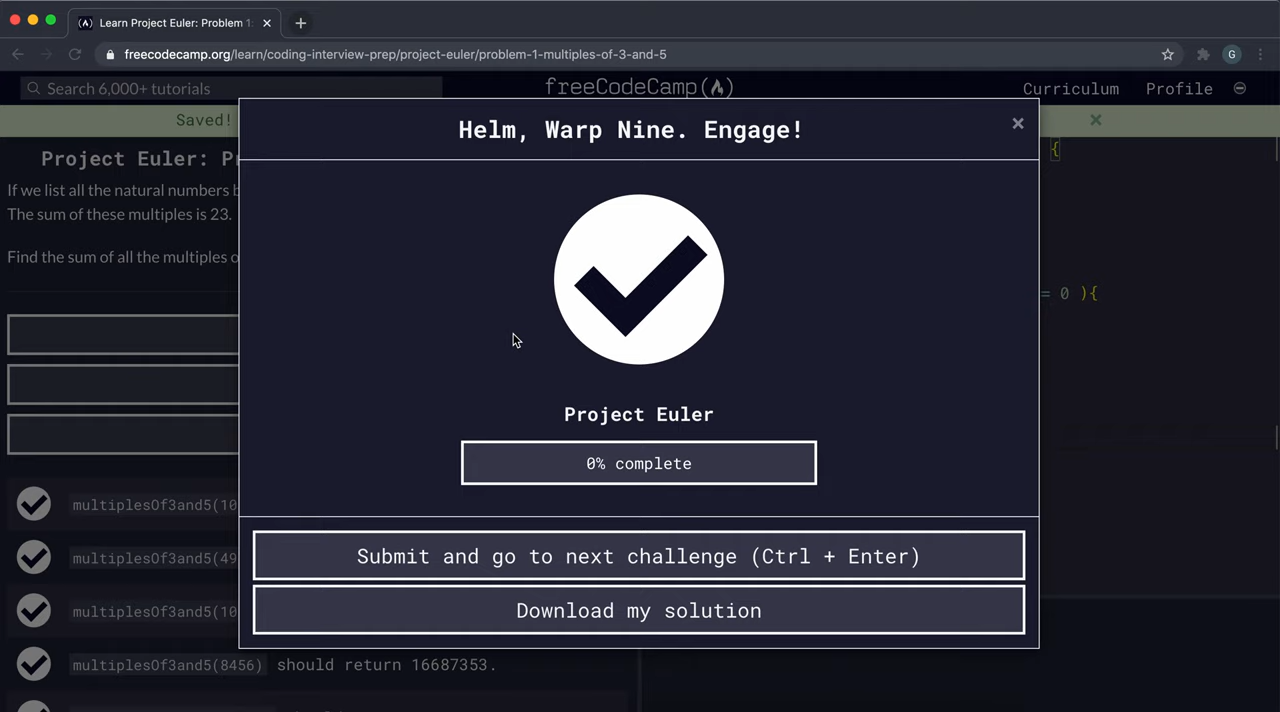 Learn Project Euler: Problem 1:
freecodecamp.org/learn/coding-interview-prep/project-euler/problem-1-multiples-of-3-and-5
G
Search 6,000+ tutorials
freeCodeCamp(
Curriculum
Profile
Saved!
Helm, Warp Nine. Engage!
Project Euler: Pr
{
If we list all the natural numbers b
The sum of these multiples is 23.
Find the sum of all the multiples o
= 0 ){
Project Euler
0% complete
multiplesOf3and5(10
multiplesOf3and5(49
multiplesOf3and5(10
multiplesOf3and5(8456) should return 16687353.
Submit and go to next challenge (Ctrl + Enter)
Download my solution